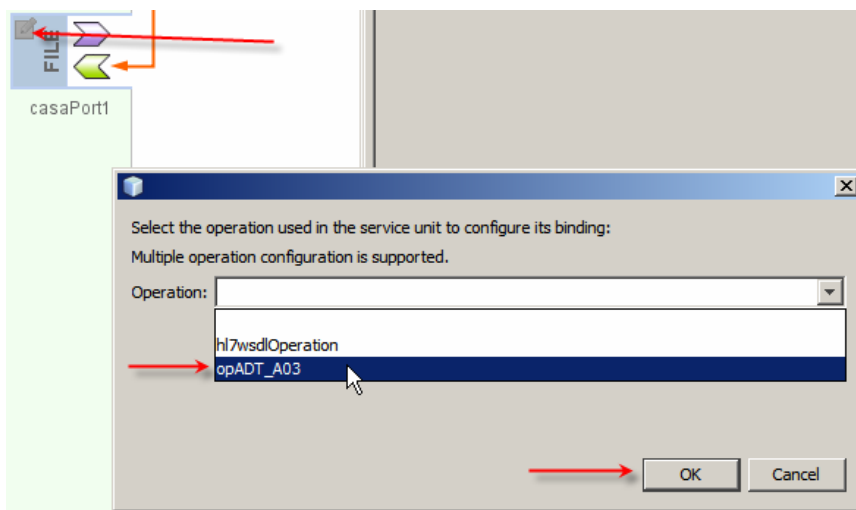 FILE
casaPort1
Select the operation used in the service unit to configure its binding:
Multiple operation configuration is supported.
Operation:
hl7wsdlOperation
opADT_A03
OK
Cancel